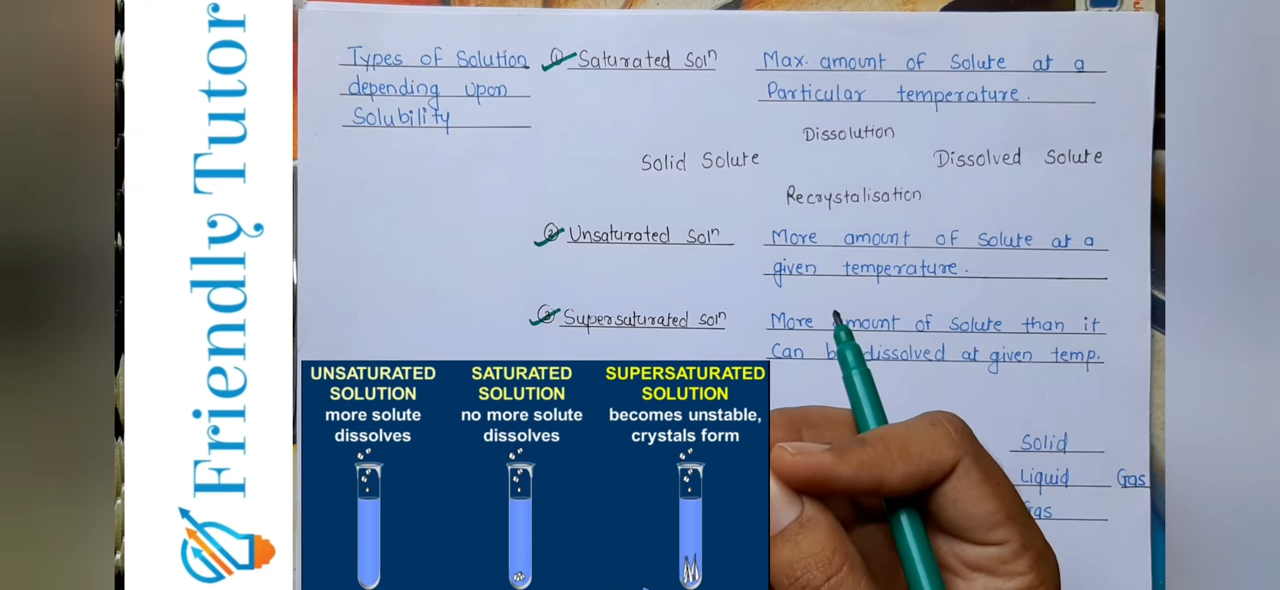 Friendly Tutor
Types of Solution
depending upon
Solubility
① Saturated Solⁿ
Max. amount of Solute at a
Particular temperature.
Dissolution
Solid Solute
Dissolved Solute
Recrystalisation
② Unsaturated Solⁿ
More amount of Solute at a
given temperature.
③ Supersaturated Solⁿ
More amount of Solute than it
Can be dissolved at given temp.
UNSATURATED
SOLUTION
more solute
dissolves
SATURATED
SOLUTION
no more solute
dissolves
SUPERSATURATED
SOLUTION
becomes unstable,
crystals form
Solid
Liquid
Gas
Gas